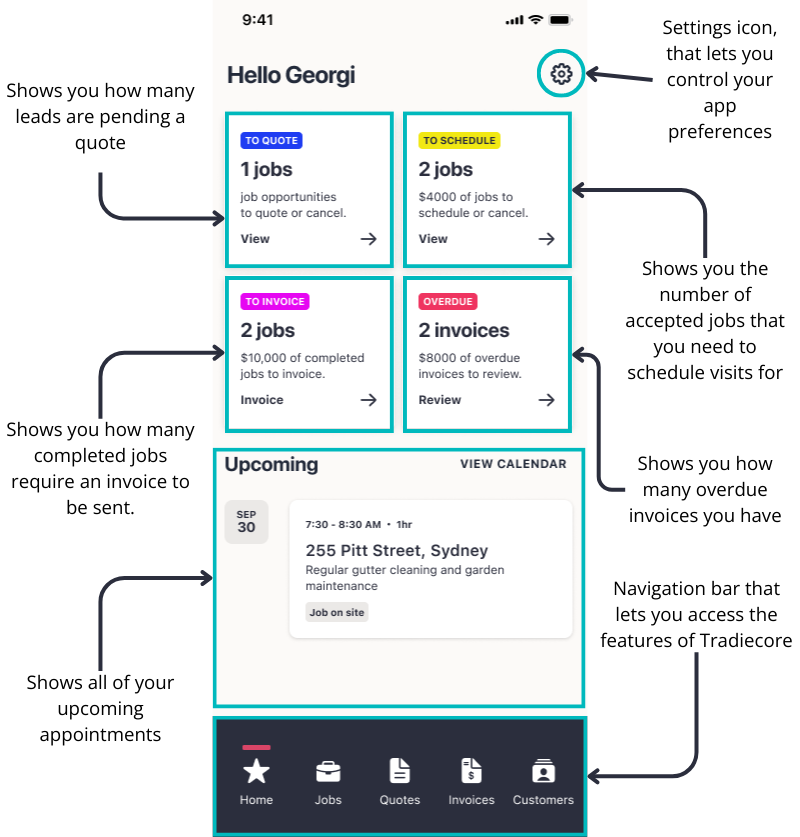 9:41
Hello Georgi
Settings icon,
that lets you
control your
app
preferences
Shows you how many
leads are pending a
quote
TO QUOTE
1 jobs
job opportunities
to quote or cancel.
View
TO SCHEDULE
2 jobs
$4000 of jobs to
schedule or cancel.
View
Shows you the
number of
accepted jobs that
you need to
schedule visits for
TO INVOICE
2 jobs
$10,000 of completed
jobs to invoice.
Invoice
OVERDUE
2 invoices
$8000 of overdue
invoices to review.
Review
Shows you how many
completed jobs
require an invoice to
be sent.
Shows you how
many overdue
invoices you have
Upcoming
VIEW CALENDAR
SEP
30
7:30 - 8:30 AM • 1hr
255 Pitt Street, Sydney
Regular gutter cleaning and garden
maintenance
Job on site
Shows all of your
upcoming
appointments
Navigation bar that
lets you access the
features of Tradiecore
Home
Jobs
Quotes
$
Invoices
Customers